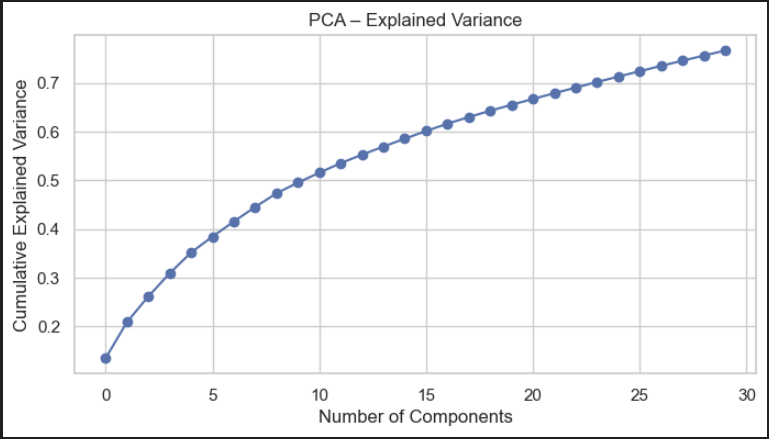 PCA – Explained Variance
Cumulative Explained Variance
0.7
0.6
0.5
0.4
0.3
0.2
0 5 10 15 20 25 30
Number of Components